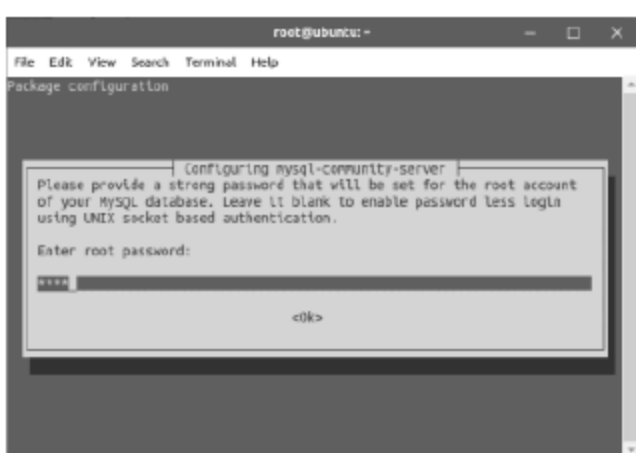 root@ubuntu: ~
File Edit View Search Terminal Help
Package configuration
Configuring mysql-community-server
Please provide a strong password that will be set for the root account
of your MySQL database. Leave it blank to enable password less login
using UNIX socket based authentication.
Enter root password:
****
<Ok>